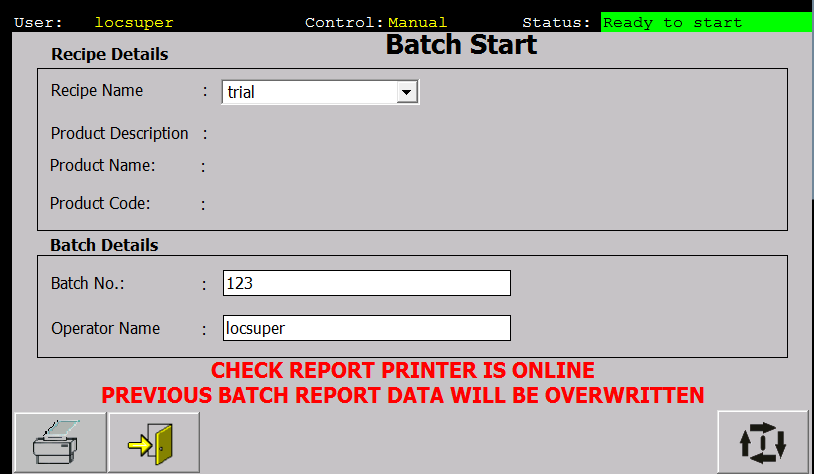 User: locsuper Control: Manual Status: Ready to start
Batch Start
Recipe Details
Recipe Name : trial
Product Description :
Product Name: :
Product Code: :
Batch Details
Batch No.: : 123
Operator Name : locsuper
CHECK REPORT PRINTER IS ONLINE
PREVIOUS BATCH REPORT DATA WILL BE OVERWRITTEN